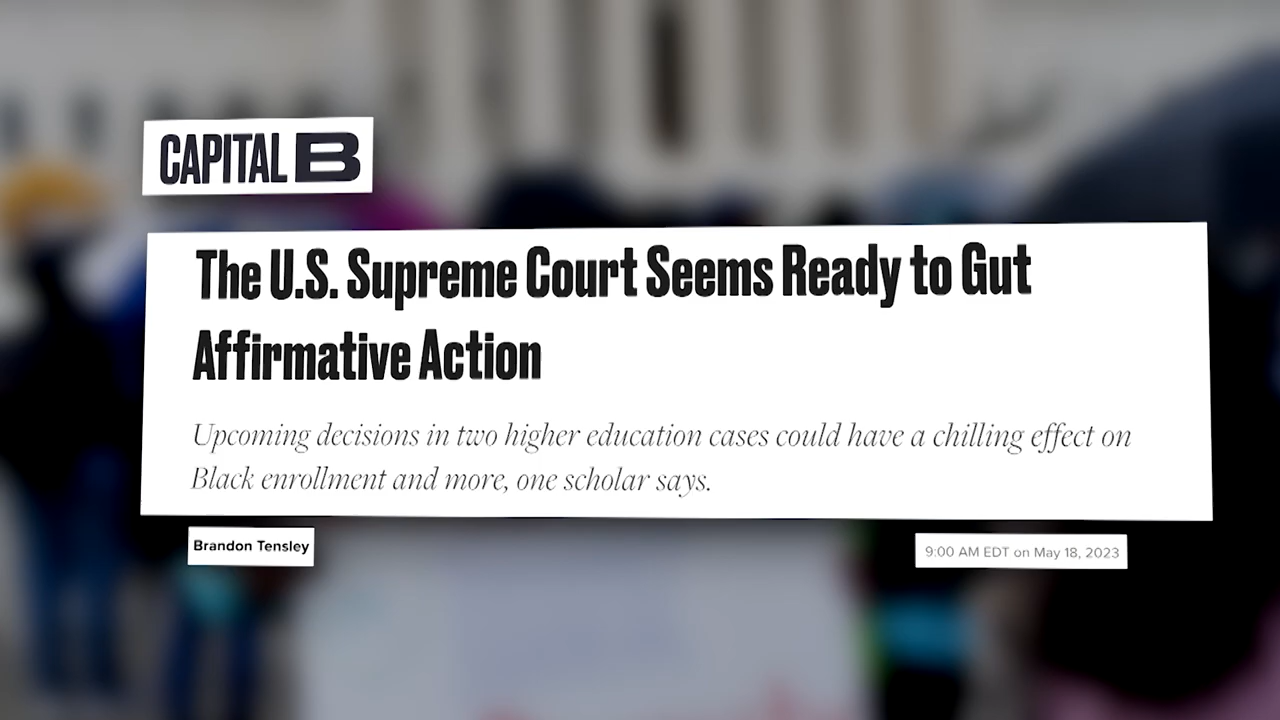 CAPITAL B
The U.S. Supreme Court Seems Ready to Gut
Affirmative Action
Upcoming decisions in two higher education cases could have a chilling effect on
Black enrollment and more, one scholar says.
Brandon Tensley
9:00 AM EDT on May 18, 2023